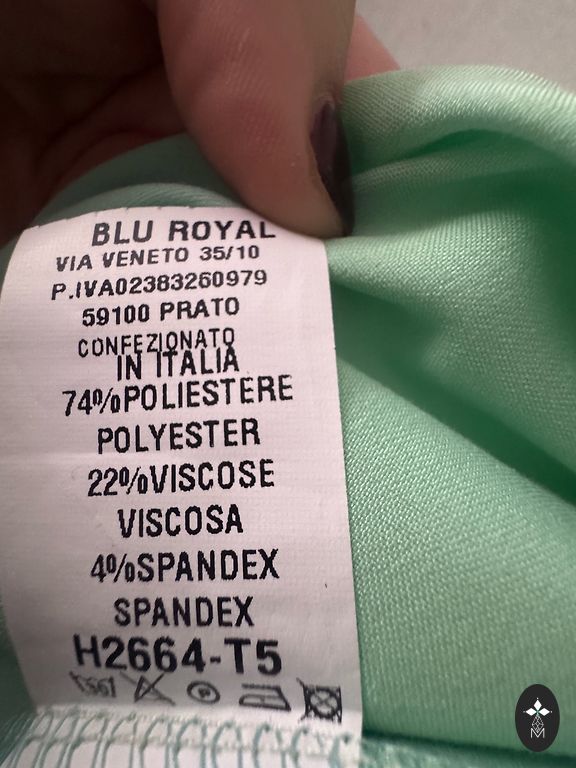 BLU ROYAL
VIA VENETO 35/10
P.IVA02383260979
59100 PRATO
CONFEZIONATO
IN ITALIA
74%POLIESTERE
POLYESTER
22%VISCOSE
VISCOSA
4%SPANDEX
SPANDEX
H2664-T5
P
M